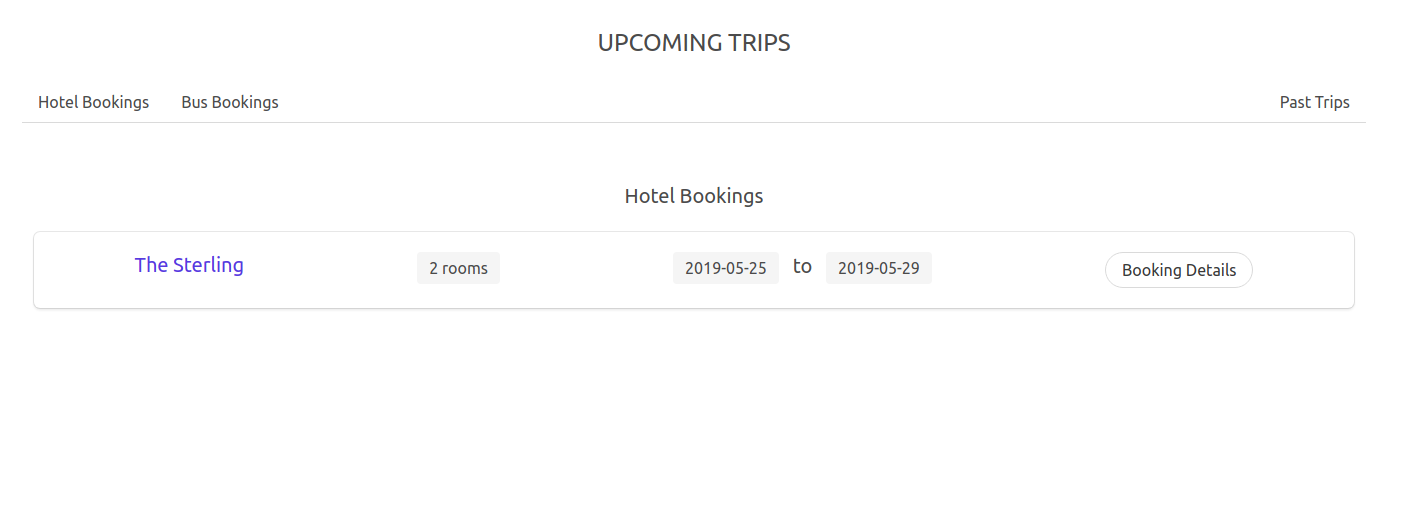 UPCOMING TRIPS
Hotel Bookings Bus Bookings Past Trips
Hotel Bookings
The Sterling 2 rooms 2019-05-25 to 2019-05-29 Booking Details